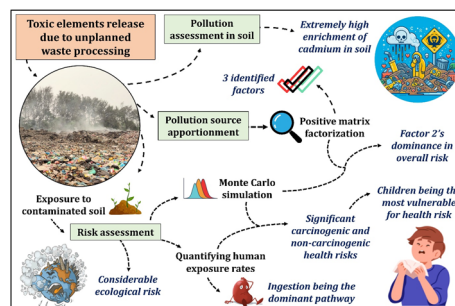 Toxic elements release
due to unplanned
waste processing
Pollution
assessment in soil
Extremely high
enrichment of
cadmium in soil
3 identified
factors
Pollution source
apportionment
Positive matrix
factorization
Factor 2's
dominance in
overall risk
Exposure to
contaminated soil
Monte Carlo
simulation
Children being the
most vulnerable
for health risk
Risk assessment
Significant
carcinogenic and
non-carcinogenic
health risks
Quantifying human
exposure rates
Considerable
ecological risk
Ingestion being the
dominant pathway